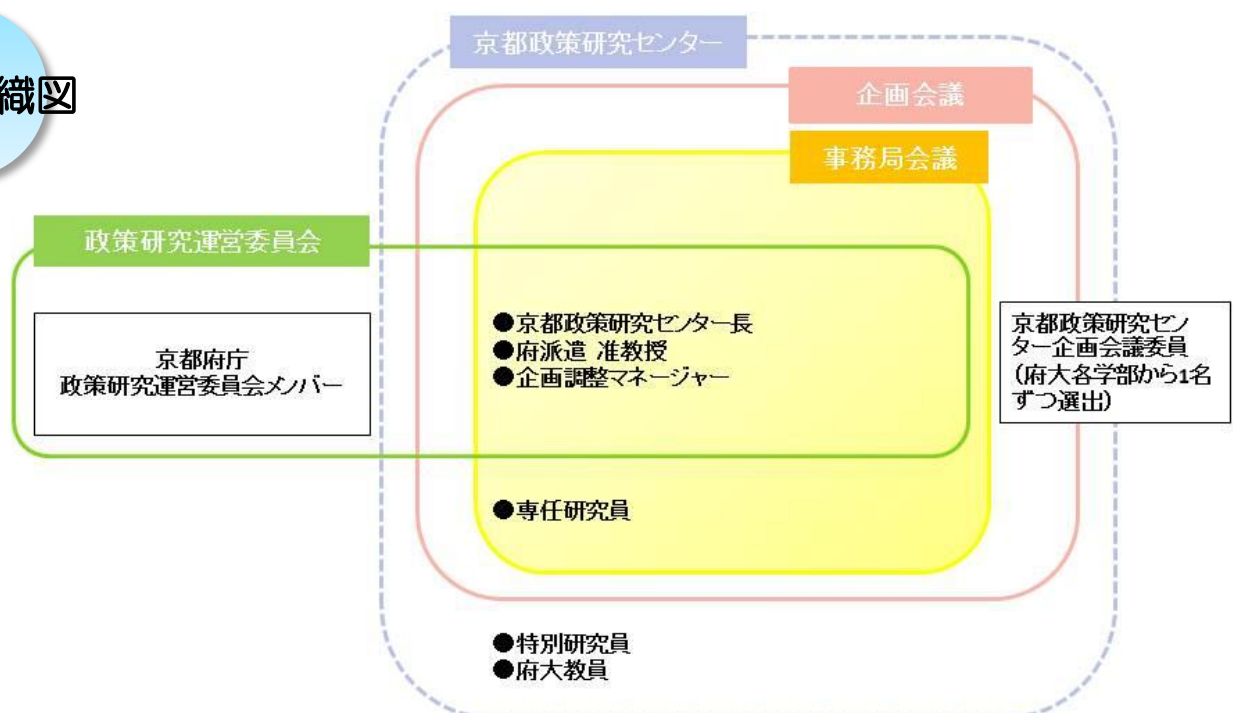 織図
京都政策研究センター
企画会議
事務局会議
政策研究運営委員会
京都府庁
政策研究運営委員会メンバー
●京都政策研究センター長
●府派遣 准教授
●企画調整マネージャー
京都政策研究セン
ター企画会議委員
（府大各学部から1名
ずつ選出）
●専任研究員
●特別研究員
●府大教員